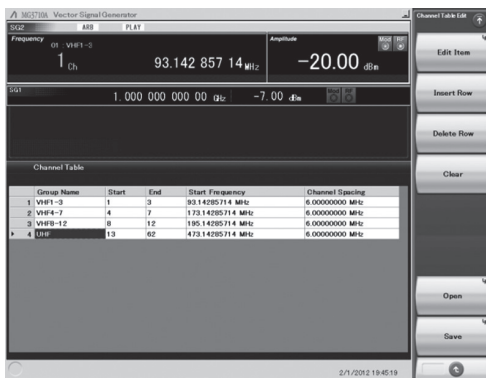 MG3710A Vector Signal Generator
SG2 ARB PLAY
Frequency
01 : VHF1-3
1 Ch 93.142 857 14 MHz
Amplitude
Mod RF
-20.00 dBm
SG1
1.000 000 000 00 GHz -7.00 dBm Mod RF
Channel Table
Group Name Start End Start Frequency Channel Spacing
1 VHF1-3 1 3 93.14285714 MHz 6.00000000 MHz
2 VHF4-7 4 7 173.14285714 MHz 6.00000000 MHz
3 VHF8-12 8 12 195.14285714 MHz 6.00000000 MHz
4 UHF 13 62 473.14285714 MHz 6.00000000 MHz
2/1/2012 19:45:19
Channel Table Edit
Edit Item
Insert Row
Delete Row
Clear
Open
Save